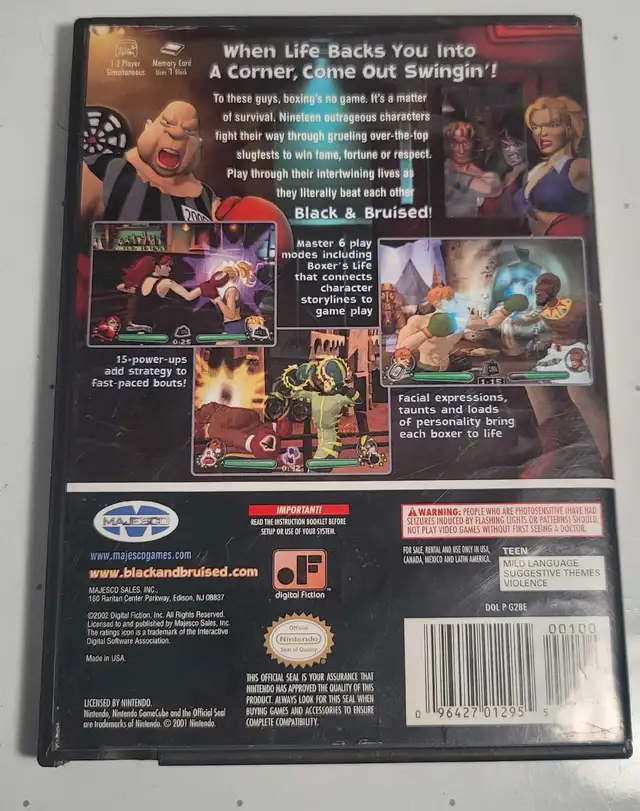 1-2 Player
Simultaneous
Memory Card
Uses 1 Block
When Life Backs You Into
A Corner, Come Out Swingin'!
To these guys, boxing's no game. It's a matter
of survival. Nineteen outrageous characters
fight their way through grueling over-the-top
slugfests to win fame, fortune or respect.
Play through their intertwining lives as
they literally beat each other
Black & Bruised!
Master 6 play
modes including
Boxer's Life
that connects
character
storylines to
game play
0:25
15+power-ups
add strategy to
fast-paced bouts!
1:15
0:42
Facial expressions,
taunts and loads
of personality bring
each boxer to life
MAJESCO
www.majescogames.com
www.blackandbruised.com
MAJESCO SALES, INC.,
160 Raritan Center Parkway, Edison, NJ 08837
©2002 Digital Fiction, Inc. All Rights Reserved.
Licensed to and published by Majesco Sales, Inc.
The ratings icon is a trademark of the Interactive
Digital Software Association.
Made in USA.
LICENSED BY NINTENDO.
Nintendo, Nintendo GameCube and the Official Seal
are trademarks of Nintendo. © 2001 Nintendo.
IMPORTANT!
READ THE INSTRUCTION BOOKLET BEFORE
SETUP OR USE OF YOUR SYSTEM.
DF
digital fiction
Official
Nintendo
Seal of Quality
THIS OFFICIAL SEAL IS YOUR ASSURANCE THAT
NINTENDO HAS APPROVED THE QUALITY OF THIS
PRODUCT. ALWAYS LOOK FOR THIS SEAL WHEN
BUYING GAMES AND ACCESSORIES TO ENSURE
COMPLETE COMPATIBILITY.
WARNING: PEOPLE WHO ARE PHOTOSENSITIVE (HAVE HAD
SEIZURES INDUCED BY FLASHING LIGHTS OR PATTERNS) SHOULD
NOT PLAY VIDEO GAMES WITHOUT FIRST SEEING A DOCTOR.
FOR SALE, RENTAL AND USE ONLY IN USA,
CANADA, MEXICO AND LATIN AMERICA.
TEEN
MILD LANGUAGE
SUGGESTIVE THEMES
VIOLENCE
DOL P G2BE
00100
0 96427 01295 5